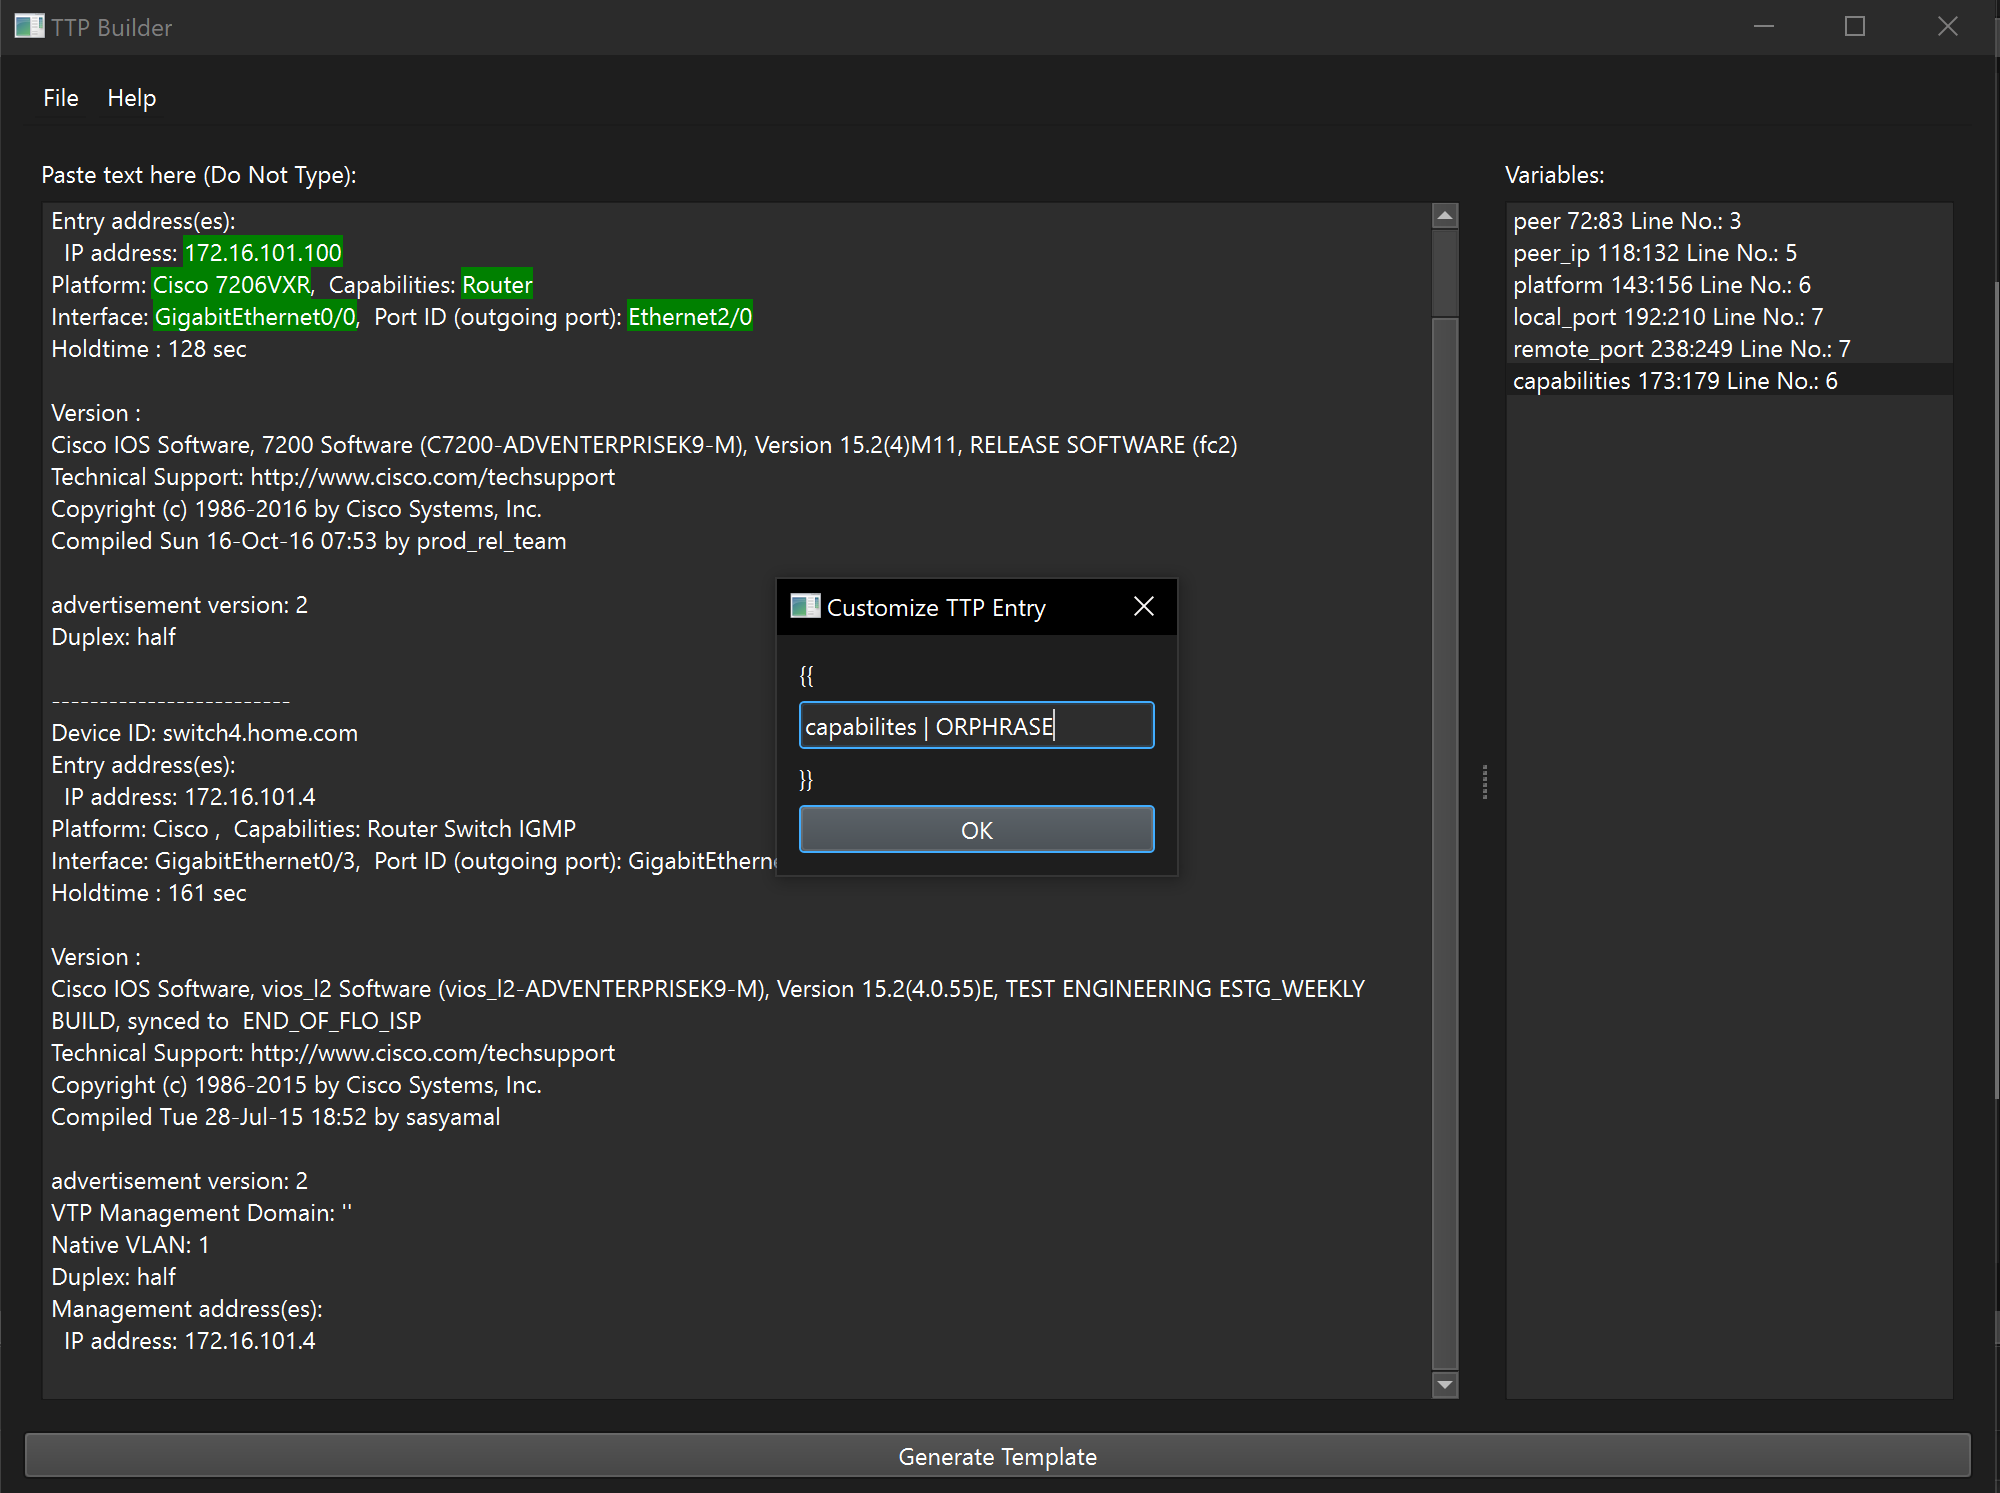 TTP Builder
File Help
Paste text here (Do Not Type):
Entry address(es):
IP address: 172.16.101.100
Platform: Cisco 7206VXR, Capabilities: Router
Interface: GigabitEthernet0/0, Port ID (outgoing port): Ethernet2/0
Holdtime : 128 sec
Version :
Cisco IOS Software, 7200 Software (C7200-ADVENTERPRISEK9-M), Version 15.2(4)M11, RELEASE SOFTWARE (fc2)
Technical Support: http://www.cisco.com/techsupport
Copyright (c) 1986-2016 by Cisco Systems, Inc.
Compiled Sun 16-Oct-16 07:53 by prod_rel_team
advertisement version: 2
Duplex: half
-------------------------
Device ID: switch4.home.com
Entry address(es):
IP address: 172.16.101.4
Platform: Cisco , Capabilities: Router Switch IGMP
Interface: GigabitEthernet0/3, Port ID (outgoing port): GigabitEtherne
Holdtime : 161 sec
Version :
Cisco IOS Software, vios_l2 Software (vios_l2-ADVENTERPRISEK9-M), Version 15.2(4.0.55)E, TEST ENGINEERING ESTG_WEEKLY
BUILD, synced to END_OF_FLO_ISP
Technical Support: http://www.cisco.com/techsupport
Copyright (c) 1986-2015 by Cisco Systems, Inc.
Compiled Tue 28-Jul-15 18:52 by sasyamal
advertisement version: 2
VTP Management Domain: ''
Native VLAN: 1
Duplex: half
Management address(es):
IP address: 172.16.101.4
Customize TTP Entry
{{
capabilites | ORPHRASE
}}
OK
Variables:
peer 72:83 Line No.: 3
peer_ip 118:132 Line No.: 5
platform 143:156 Line No.: 6
local_port 192:210 Line No.: 7
remote_port 238:249 Line No.: 7
capabilities 173:179 Line No.: 6
Generate Template